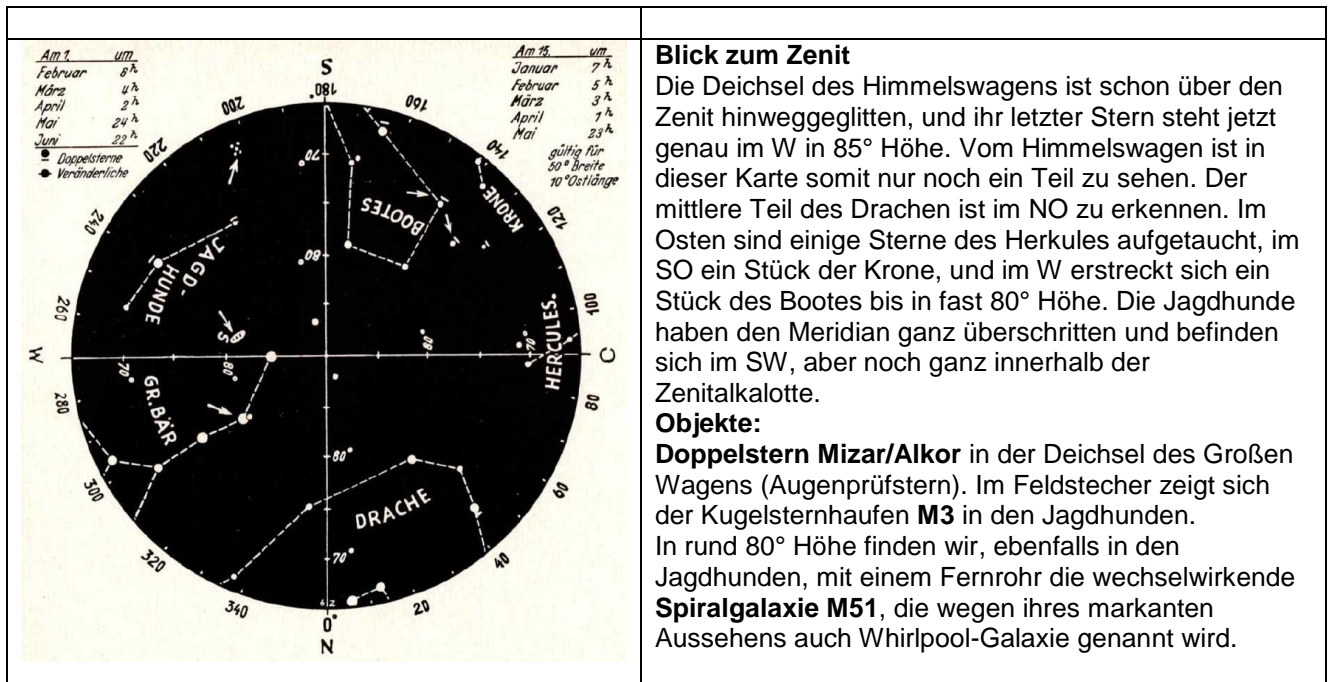 Am 1. um
Februar 6ʰ
März 4ʰ
April 2ʰ
Mai 24ʰ
Juni 22ʰ
Doppelsterne
Veränderliche
Am 15. um
Januar 7ʰ
Februar 5ʰ
März 3ʰ
April 1ʰ
Mai 23ʰ
gültig für
50° Breite
10° Ostlänge
S
180°
200
160
220
140
240
120
260
100
W
O
280
80
300
60
320
40
340
20
0°
N
70
80
BOOTES
KRONE
JAGD-
HUNDE
S
80°
80
70
70°
HERCULES.
GR. BÄR
80°
DRACHE
70°
Blick zum Zenit
Die Deichsel des Himmelswagens ist schon über den
Zenit hinweggeglitten, und ihr letzter Stern steht jetzt
genau im W in 85° Höhe. Vom Himmelswagen ist in
dieser Karte somit nur noch ein Teil zu sehen. Der
mittlere Teil des Drachen ist im NO zu erkennen. Im
Osten sind einige Sterne des Herkules aufgetaucht, im
SO ein Stück der Krone, und im W erstreckt sich ein
Stück des Bootes bis in fast 80° Höhe. Die Jagdhunde
haben den Meridian ganz überschritten und befinden
sich im SW, aber noch ganz innerhalb der
Zenitalkalotte.
Objekte:
Doppelstern Mizar/Alkor in der Deichsel des Großen
Wagens (Augenprüfstern). Im Feldstecher zeigt sich
der Kugelsternhaufen M3 in den Jagdhunden.
In rund 80° Höhe finden wir, ebenfalls in den
Jagdhunden, mit einem Fernrohr die wechselwirkende
Spiralgalaxie M51, die wegen ihres markanten
Aussehens auch Whirlpool-Galaxie genannt wird.